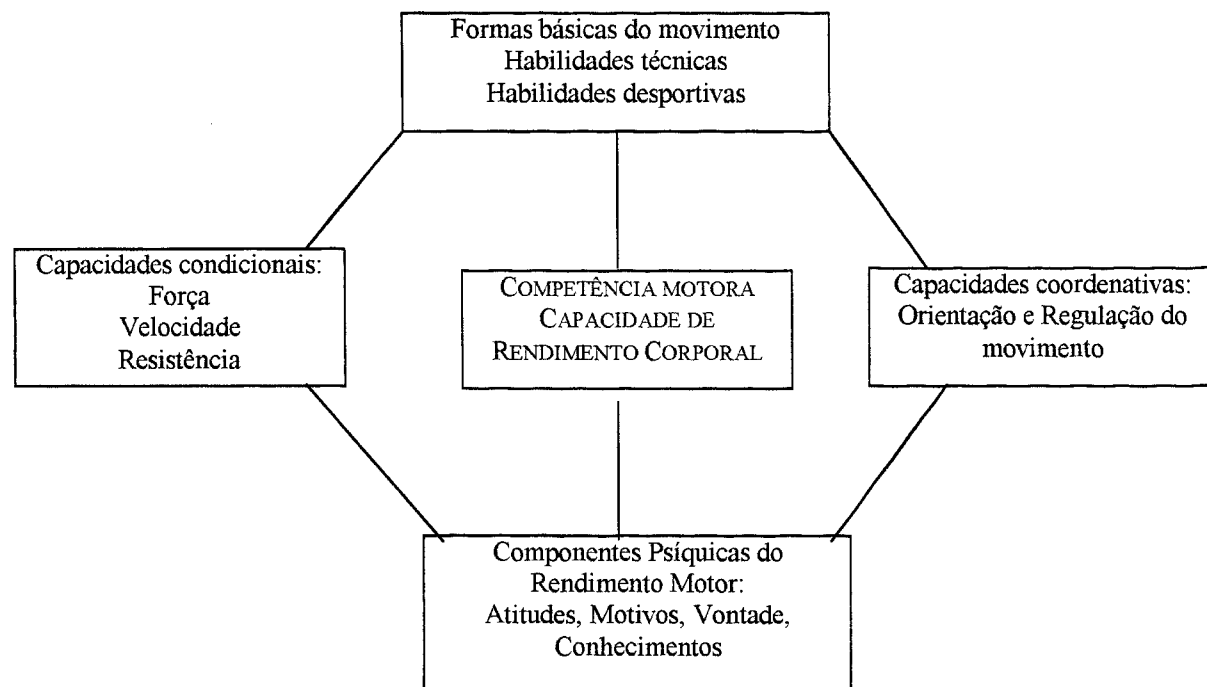 Formas básicas do movimento
Habilidades técnicas
Habilidades desportivas
Capacidades condicionais:
Força
Velocidade
Resistência
COMPETÊNCIA MOTORA
CAPACIDADE DE
RENDIMENTO CORPORAL
Capacidades coordenativas:
Orientação e Regulação do
movimento
Componentes Psíquicas do
Rendimento Motor:
Atitudes, Motivos, Vontade,
Conhecimentos